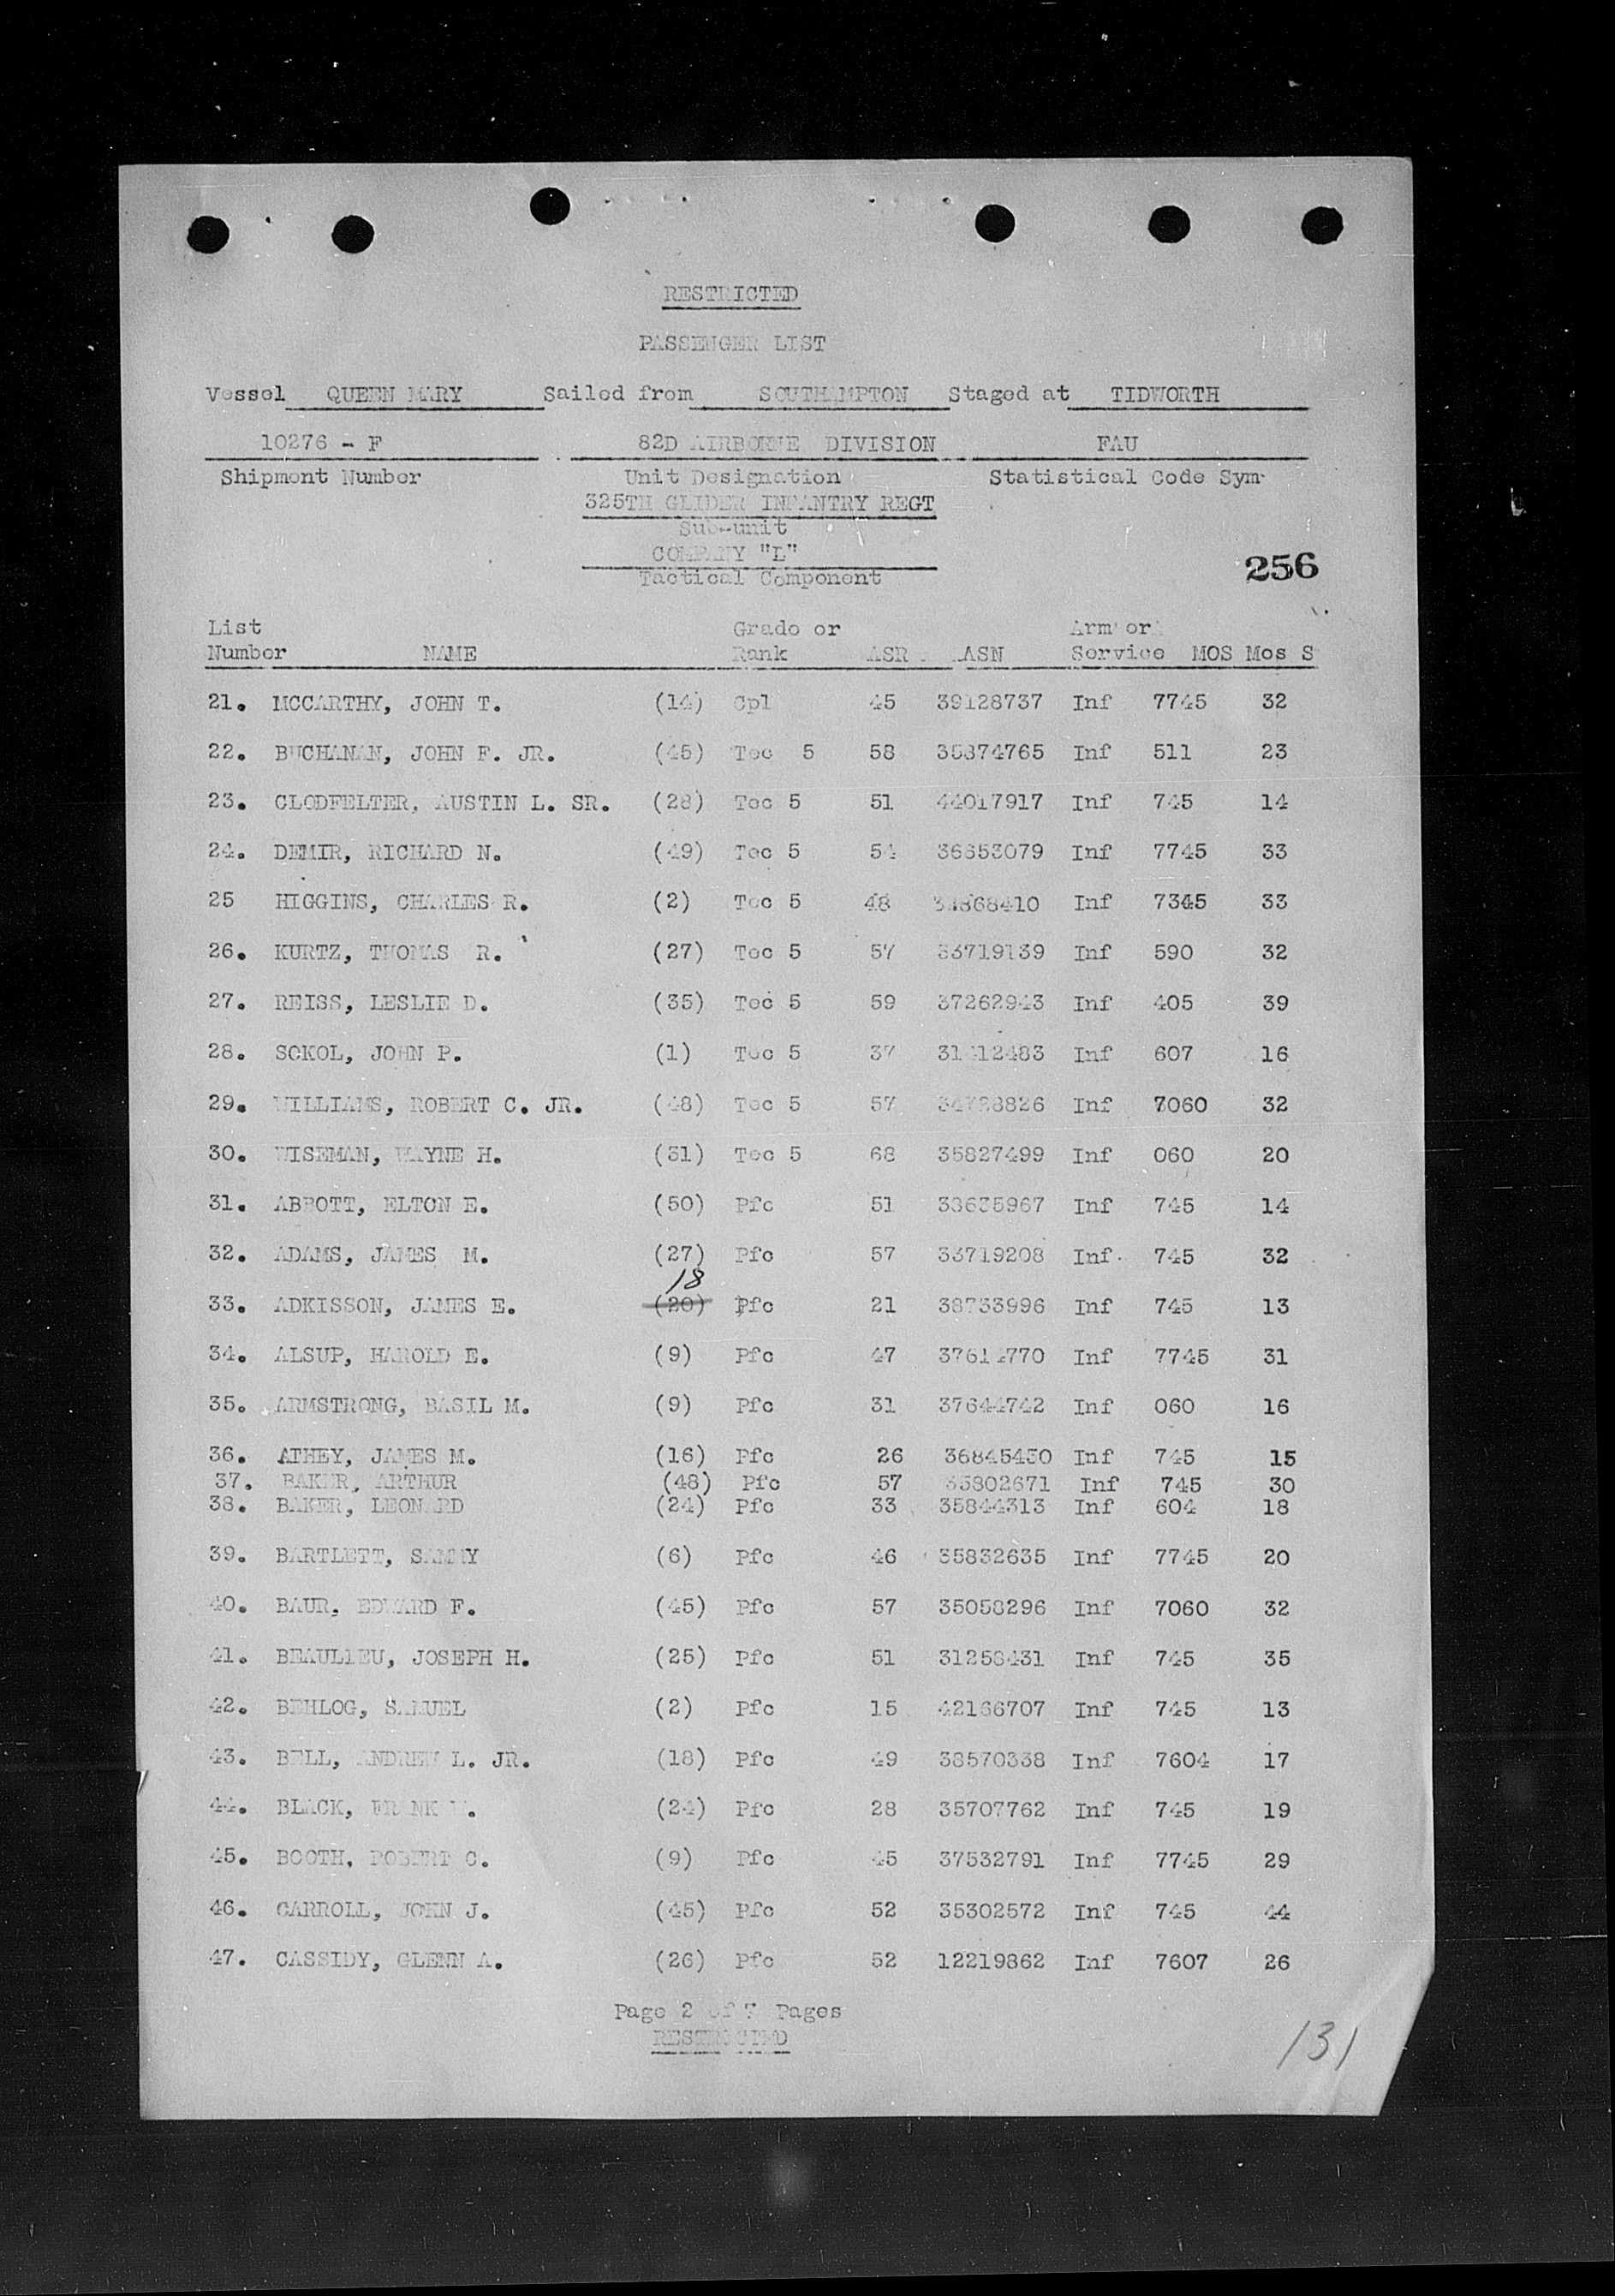 RESTRICTED
PASSENGER LIST
Vessel QUEEN MARY Sailed from SOUTHAMPTON Staged at TIDWORTH
10276 - F 82D AIRBORNE DIVISION FAU
Shipment Number Unit Designation Statistical Code Sym
325TH GLIDER INFANTRY REGT
Sub-unit
COMPANY "L"
Tactical Component
256
List Grade or Arm or
Number NAME Rank ASR ASN Service MOS Mos S
21. MCCARTHY, JOHN T. (14) Cpl 45 39128737 Inf 7745 32
22. BUCHANAN, JOHN F. JR. (45) Tec 5 58 35874765 Inf 511 23
23. CLODFELTER, AUSTIN L. SR. (28) Tec 5 51 44017917 Inf 745 14
24. DEMIR, RICHARD N. (49) Tec 5 54 36653079 Inf 7745 33
25 HIGGINS, CHARLES R. (2) Tec 5 48 Inf 7345 33
26. KURTZ, THOMAS R. (27) Tec 5 57 33719139 Inf 590 32
27. REISS, LESLIE D. (35) Tec 5 59 37262943 Inf 405 39
28. SOKOL, JOHN P. (1) Tec 5 37 31412483 Inf 607 16
29. WILLIAMS, ROBERT C. JR. (48) Tec 5 57 34728826 Inf 7060 32
30. WISEMAN, WAYNE H. (31) Tec 5 68 35827499 Inf 060 20
31. ABBOTT, ELTON E. (50) Pfc 51 38635967 Inf 745 14
32. ADAMS, JAMES M. (27) Pfc 57 33719208 Inf 745 32
18
33. ADKISSON, JAMES E. (20) Pfc 21 38733996 Inf 745 13
34. ALSUP, HAROLD E. (9) Pfc 47 37614770 Inf 7745 31
35. ARMSTRONG, BASIL M. (9) Pfc 31 37644742 Inf 060 16
36. ATHEY, JAMES M. (16) Pfc 26 36845450 Inf 745 15
37. BAKER, ARTHUR (48) Pfc 57 35802671 Inf 745 30
38. BAKER, LEONARD (24) Pfc 33 35844313 Inf 604 18
39. BARTLETT, SAMMY (6) Pfc 46 35832635 Inf 7745 20
40. BAUR, EDWARD F. (45) Pfc 57 35058296 Inf 7060 32
41. BEAULIEU, JOSEPH H. (25) Pfc 51 31258431 Inf 745 35
42. BEHLOG, SAMUEL (2) Pfc 15 42166707 Inf 745 13
43. BELL, ANDREW L. JR. (18) Pfc 49 38570338 Inf 7604 17
44. BLACK, FRANK (24) Pfc 28 35707762 Inf 745 19
45. BOOTH, ROBERT C. (9) Pfc 45 37532791 Inf 7745 29
46. CARROLL, JOHN J. (45) Pfc 52 35302572 Inf 745 44
47. CASSIDY, GLENN A. (26) Pfc 52 12219862 Inf 7607 26
Page 2 of 7 Pages
RESTRICTED
131